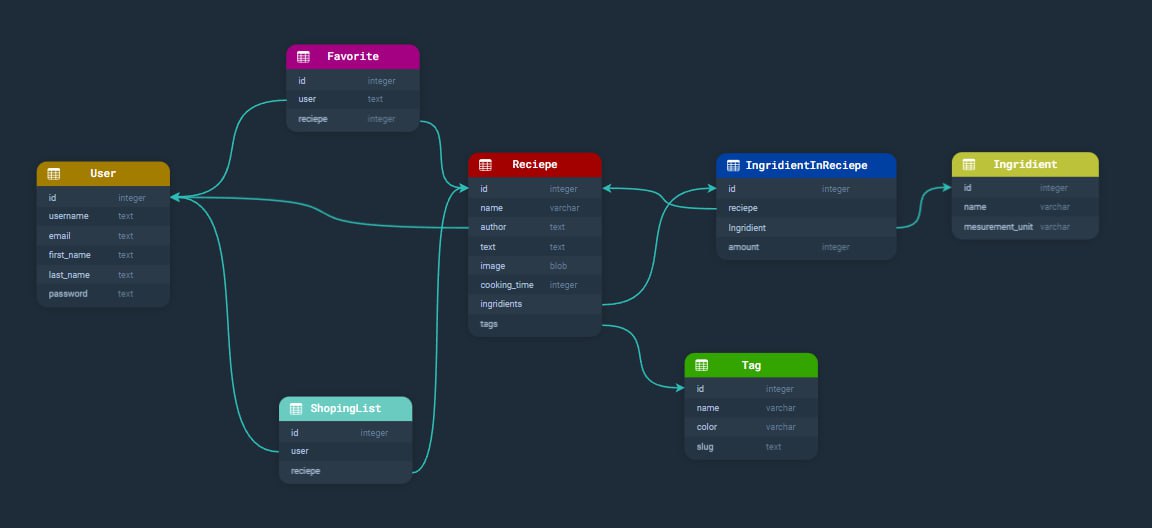 Favorite
id integer
user text
reciepe integer
User
id integer
username text
email text
first_name text
last_name text
password text
Reciepe
id integer
name varchar
author text
text text
image blob
cooking_time integer
ingridients
tags
IngridientInReciepe
id integer
reciepe
Ingridient
amount integer
Ingridient
id integer
name varchar
mesurement_unit varchar
Tag
id integer
name varchar
color varchar
slug text
ShopingList
id integer
user
reciepe